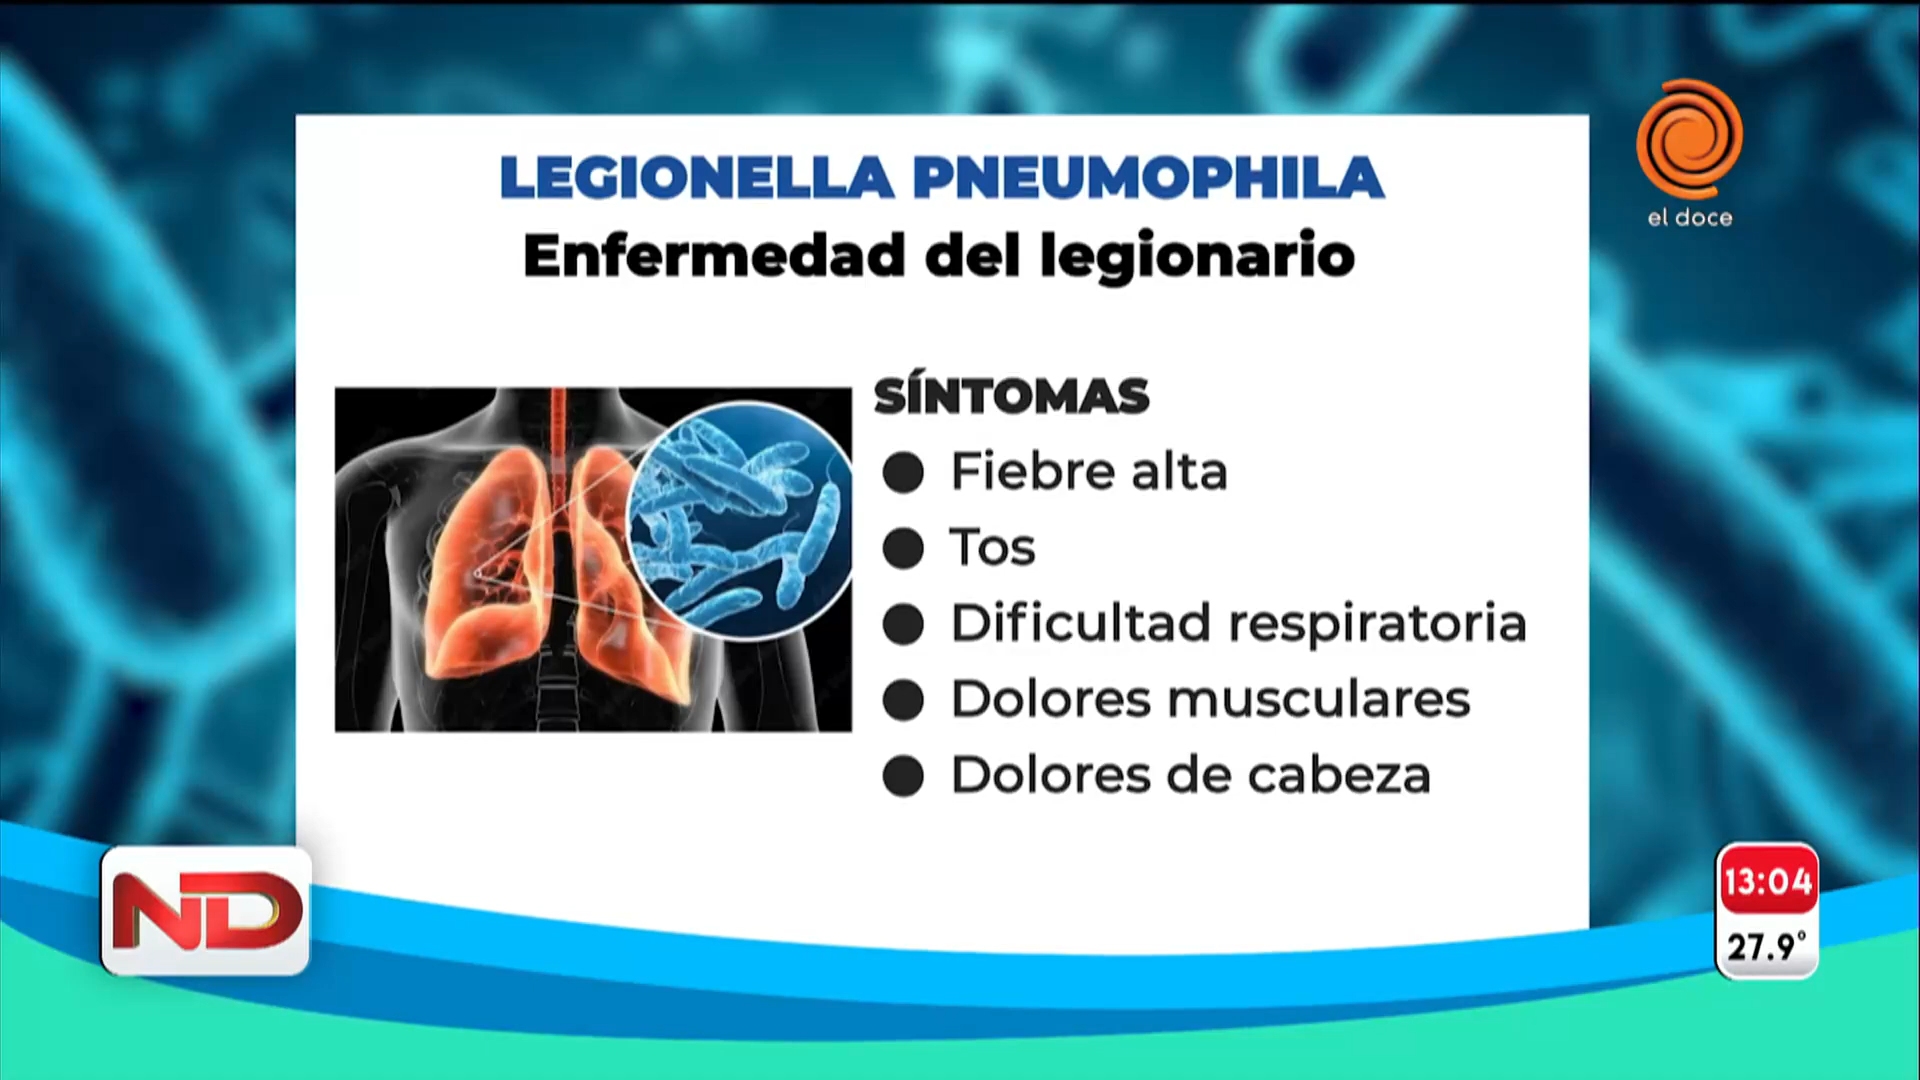 LEGIONELLA PNEUMOPHILA
Enfermedad del legionario
SÍNTOMAS
Fiebre alta
Tos
Dificultad respiratoria
Dolores musculares
Dolores de cabeza
el doce
ND
13:04
27.9°